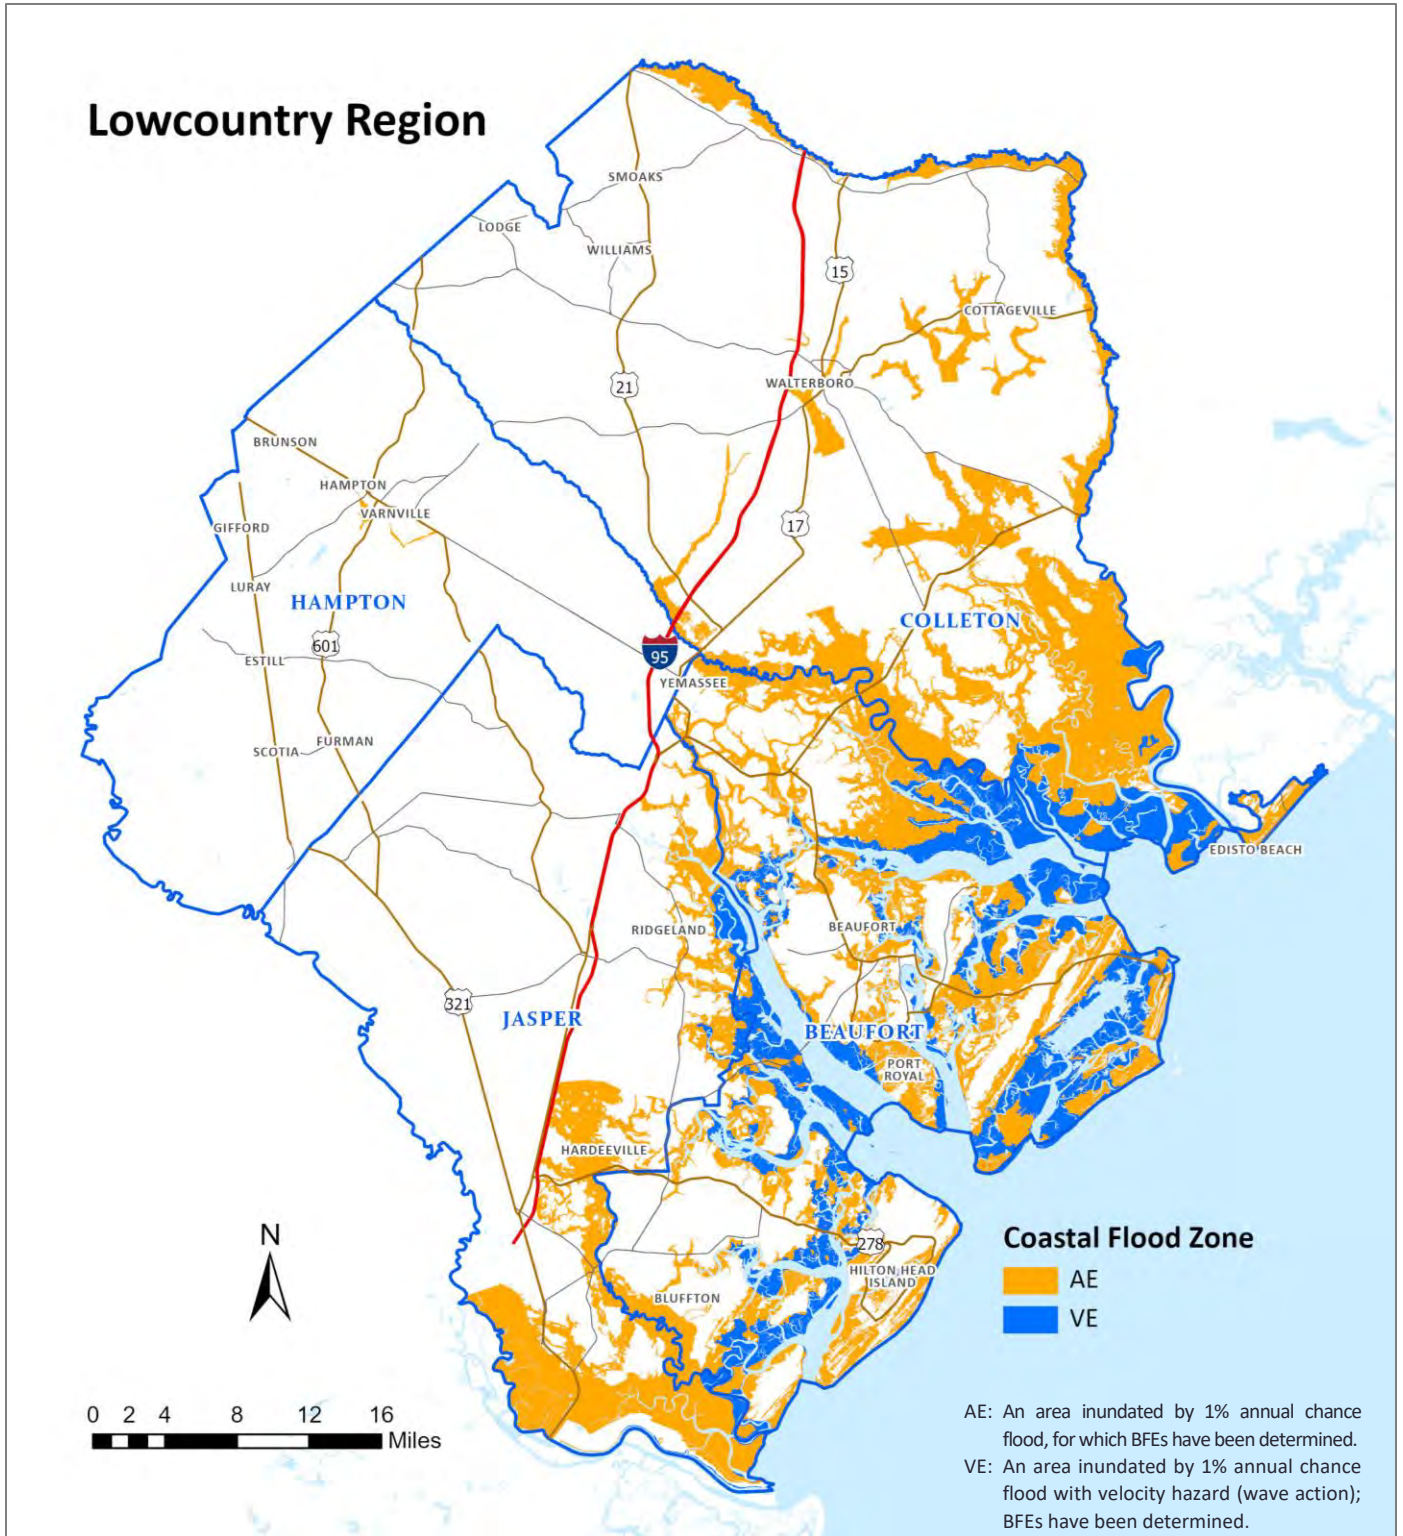 Lowcountry Region
SMOAKS
LODGE
WILLIAMS
15
COTTAGEVILLE
21
WALTERBORO
BRUNSON
HAMPTON
VARNVILLE
GIFFORD
17
LURAY
HAMPTON
COLLETON
601
95
ESTILL
YEMASSEE
SCOTIA
FURMAN
EDISTO BEACH
RIDGELAND
BEAUFORT
321
JASPER
BEAUFORT
PORT
ROYAL
HARDEEVILLE
278
HILTON HEAD
ISLAND
BLUFFTON
N
Coastal Flood Zone
AE
VE
0 2 4 8 12 16
Miles
AE: An area inundated by 1% annual chance
flood, for which BFEs have been determined.
VE: An area inundated by 1% annual chance
flood with velocity hazard (wave action);
BFEs have been determined.